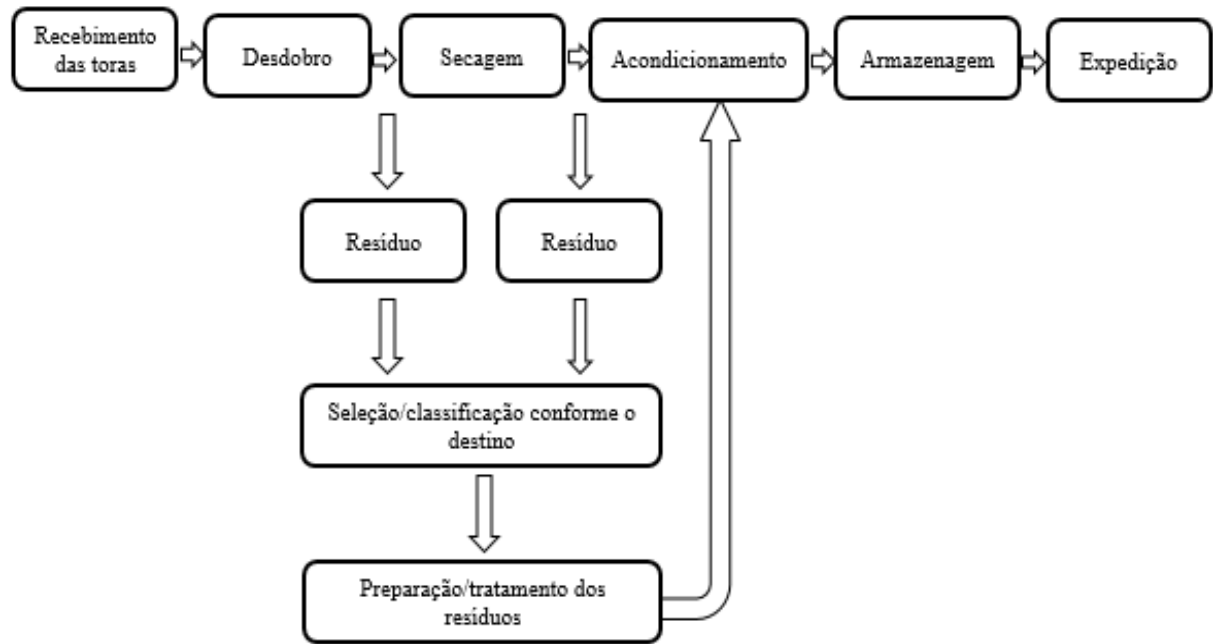 Recebimento
das toras
Desdobro
Secagem
Acondicionamento
Armazenagem
Expedição
Resíduo
Resíduo
Seleção/classificação conforme o
destino
Preparação/tratamento dos
resíduos